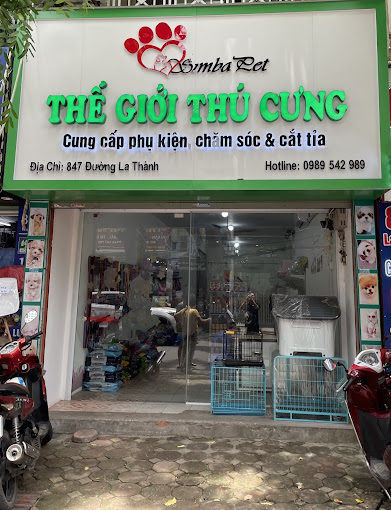 Symba Pet
THẾ GIỚI THÚ CƯNG
Cung cấp phụ kiện, chăm sóc & cắt tỉa
Địa Chỉ: 847 Đường La Thành
Hotline: 0989 542 989